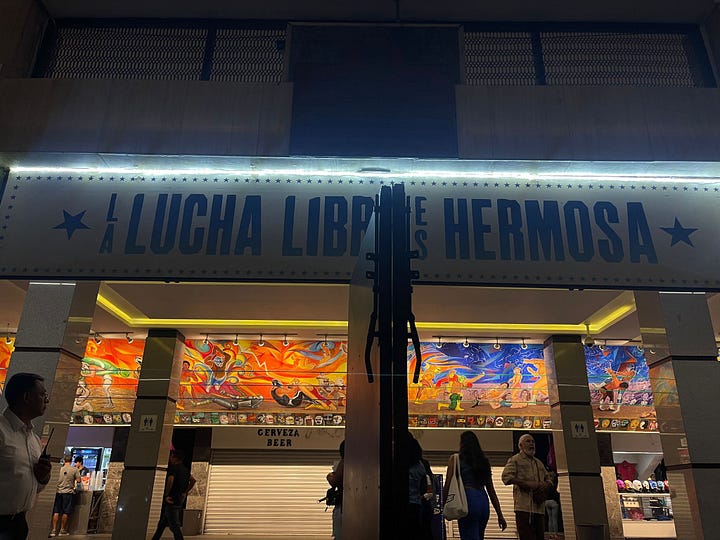 LA LUCHA LIBR ES HERMOSA
CERVEZA
BEER